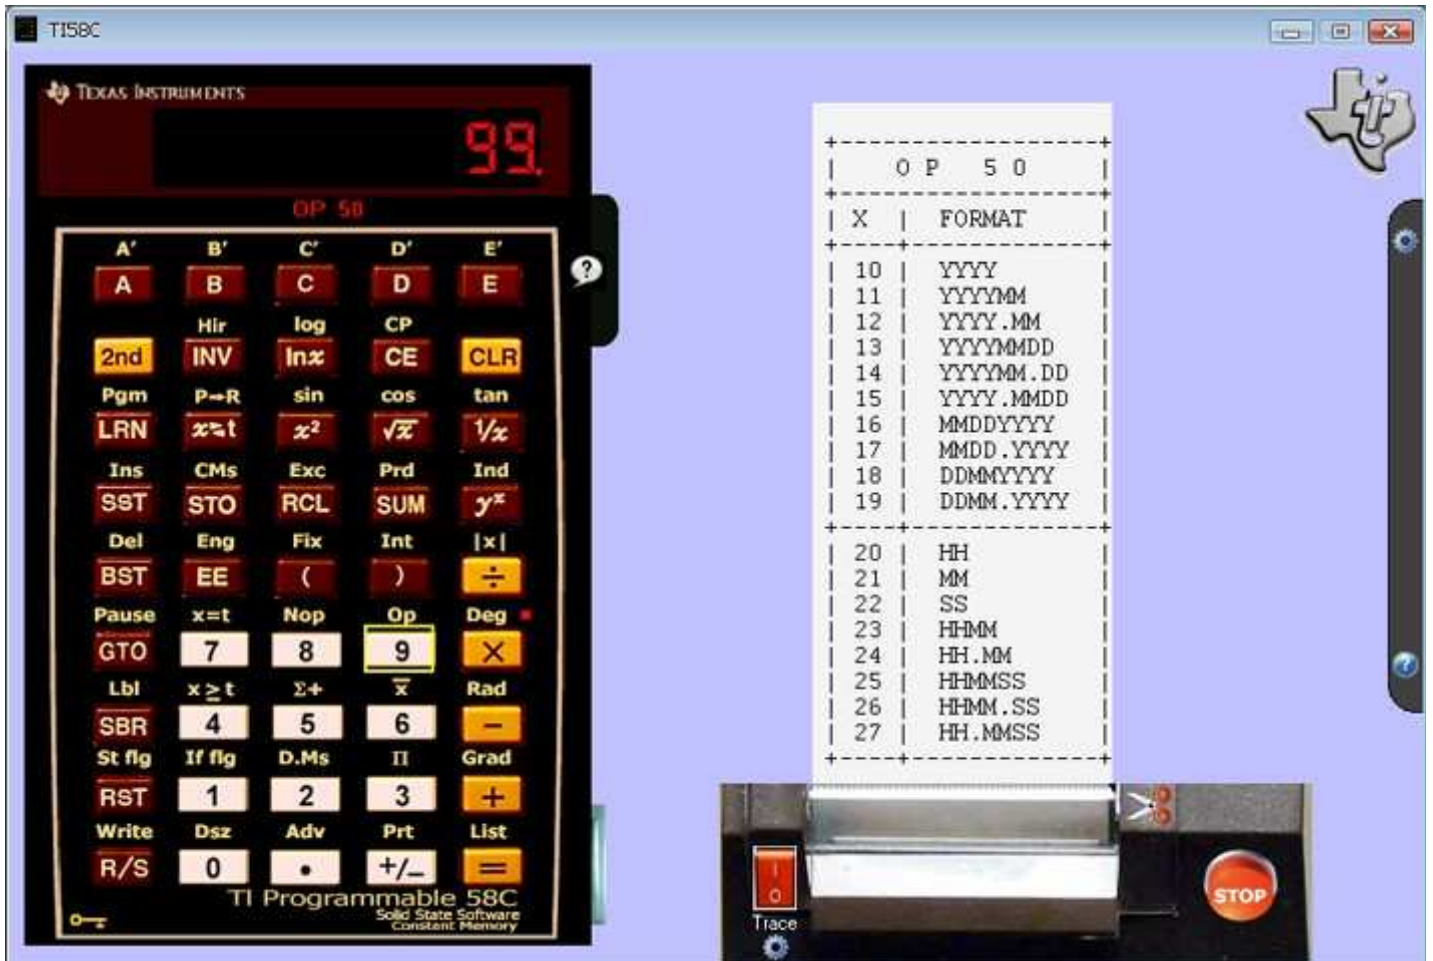 TI58C
TEXAS INSTRUMENTS
99.
OP 50
A' B' C' D' E'
A B C D E
Hir log CP
2nd INV lnx CE CLR
Pgm P→R sin cos tan
LRN x⇄t x² √x 1/x
Ins CMs Exc Prd Ind
SST STO RCL SUM yˣ
Del Eng Fix Int |x|
BST EE ( ) ÷
Pause x=t Nop Op Deg
GTO 7 8 9 ×
Lbl x≥t Σ+ x̄ Rad
SBR 4 5 6 −
St flg If flg D.Ms Π Grad
RST 1 2 3 +
Write Dsz Adv Prt List
R/S 0 • +/− =
TI Programmable 58C
Solid State Software
Constant Memory
+------------------+
| O P 5 0 |
+------------------+
| X | FORMAT |
+----+-------------+
| 10 | YYYY |
| 11 | YYYYMM |
| 12 | YYYY.MM |
| 13 | YYYYMMDD |
| 14 | YYYYMM.DD |
| 15 | YYYY.MMDD |
| 16 | MMDDYYYY |
| 17 | MMDD.YYYY |
| 18 | DDMMYYYY |
| 19 | DDMM.YYYY |
+----+-------------+
| 20 | HH |
| 21 | MM |
| 22 | SS |
| 23 | HHMM |
| 24 | HH.MM |
| 25 | HHMMSS |
| 26 | HHMM.SS |
| 27 | HH.MMSS |
+----+-------------+
I
O
Trace
STOP